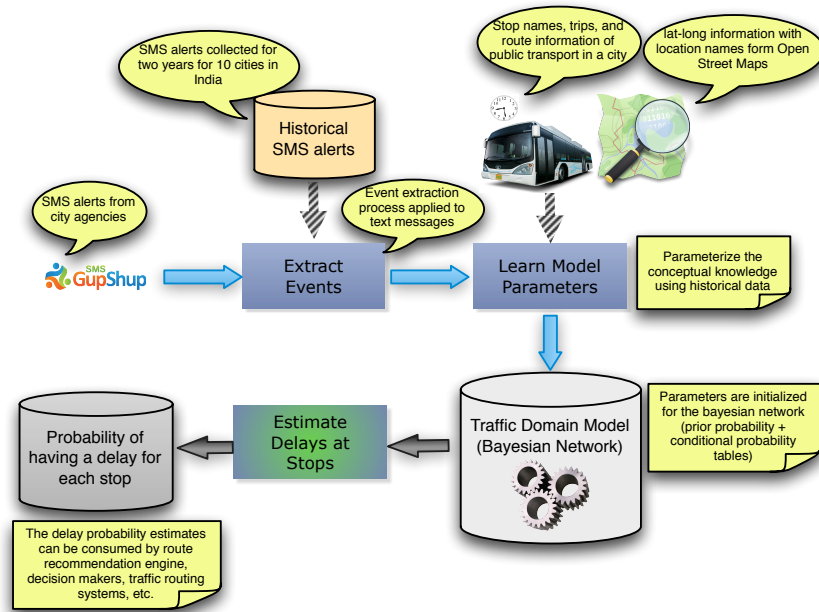 SMS alerts collected for
two years for 10 cities in
India
Stop names, trips, and
route information of
public transport in a city
lat-long information with
location names form Open
Street Maps
Historical
SMS alerts
SMS alerts from
city agencies
Event extraction
process applied to
text messages
SMS
GupShup
Extract
Events
Learn Model
Parameters
Parameterize the
conceptual knowledge
using historical data
Probability of
having a delay for
each stop
Estimate
Delays at
Stops
Traffic Domain Model
(Bayesian Network)
Parameters are initialized
for the bayesian network
(prior probability +
conditional probability
tables)
The delay probability estimates
can be consumed by route
recommendation engine,
decision makers, traffic routing
systems, etc.